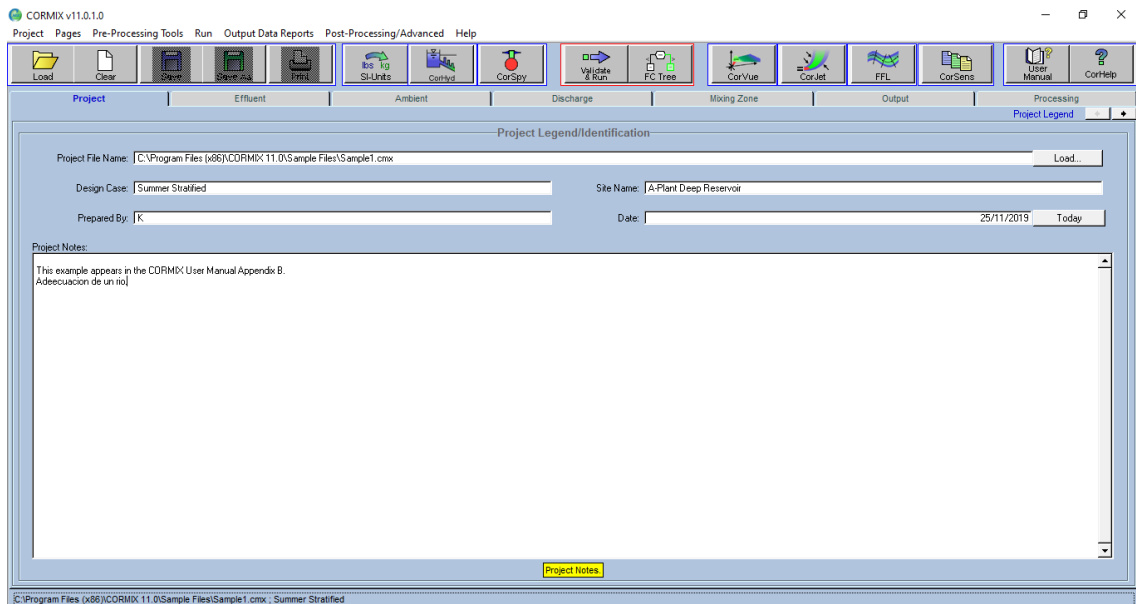 CORMIX v11.0.1.0
Project Pages Pre-Processing Tools Run Output Data Reports Post-Processing/Advanced Help
Load Clear Save Save As Print lbs kg SI-Units CorHyd CorSpy Validate & Run FC Tree CorVue CorJet FFL CorSens User Manual CorHelp
Project Effluent Ambient Discharge Mixing Zone Output Processing
Project Legend
Project Legend/Identification
Project File Name: C:\Program Files (x86)\CORMIX 11.0\Sample Files\Sample1.cmx Load...
Design Case: Summer Stratified Site Name: A-Plant Deep Reservoir
Prepared By: K Date: 25/11/2019 Today
Project Notes:
This example appears in the CORMIX User Manual Appendix B.
Adeecuacion de un rio,
Project Notes.
C:\Program Files (x86)\CORMIX 11.0\Sample Files\Sample1.cmx ; Summer Stratified